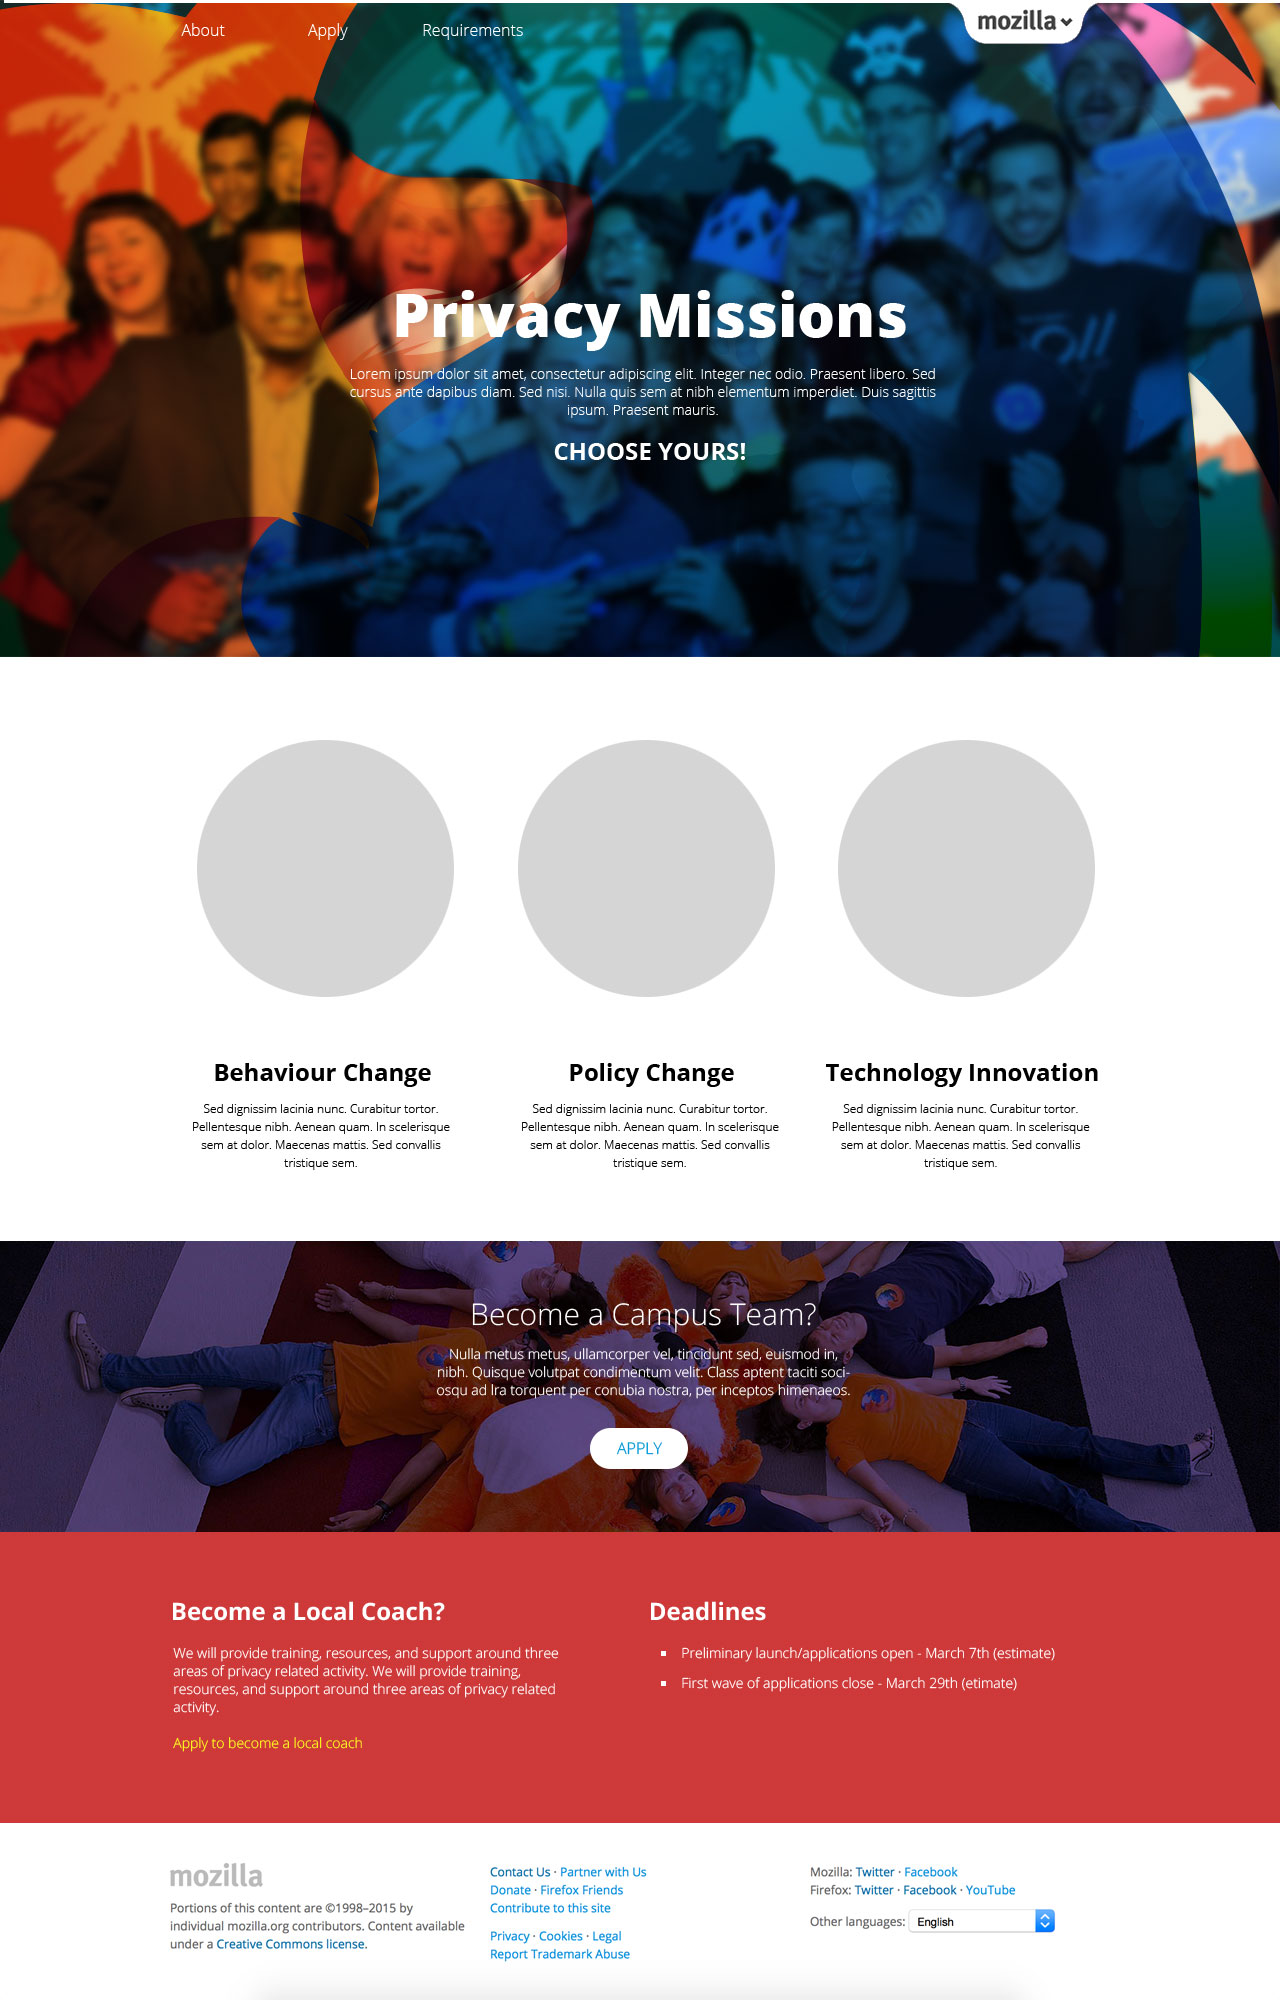 About
Apply
Requirements
mozilla
Privacy Missions
Lorem ipsum dolor sit amet, consectetur adipiscing elit. Integer nec odio. Praesent libero. Sed
cursus ante dapibus diam. Sed nisi. Nulla quis sem at nibh elementum imperdiet. Duis sagittis
ipsum. Praesent mauris.
CHOOSE YOURS!
Behaviour Change
Sed dignissim lacinia nunc. Curabitur tortor.
Pellentesque nibh. Aenean quam. In scelerisque
sem at dolor. Maecenas mattis. Sed convallis
tristique sem.
Policy Change
Sed dignissim lacinia nunc. Curabitur tortor.
Pellentesque nibh. Aenean quam. In scelerisque
sem at dolor. Maecenas mattis. Sed convallis
tristique sem.
Technology Innovation
Sed dignissim lacinia nunc. Curabitur tortor.
Pellentesque nibh. Aenean quam. In scelerisque
sem at dolor. Maecenas mattis. Sed convallis
tristique sem.
Become a Campus Team?
Nulla metus metus, ullamcorper vel, tincidunt sed, euismod in,
nibh. Quisque volutpat condimentum velit. Class aptent taciti soci-
osqu ad lra torquent per conubia nostra, per inceptos himenaeos.
APPLY
Become a Local Coach?
We will provide training, resources, and support around three
areas of privacy related activity. We will provide training,
resources, and support around three areas of privacy related
activity.
Apply to become a local coach
Deadlines
Preliminary launch/applications open - March 7th (estimate)
First wave of applications close - March 29th (etimate)
mozilla
Portions of this content are ©1998–2015 by
individual mozilla.org contributors. Content available
under a Creative Commons license.
Contact Us · Partner with Us
Donate · Firefox Friends
Contribute to this site
Privacy · Cookies · Legal
Report Trademark Abuse
Mozilla: Twitter · Facebook
Firefox: Twitter · Facebook · YouTube
Other languages: English